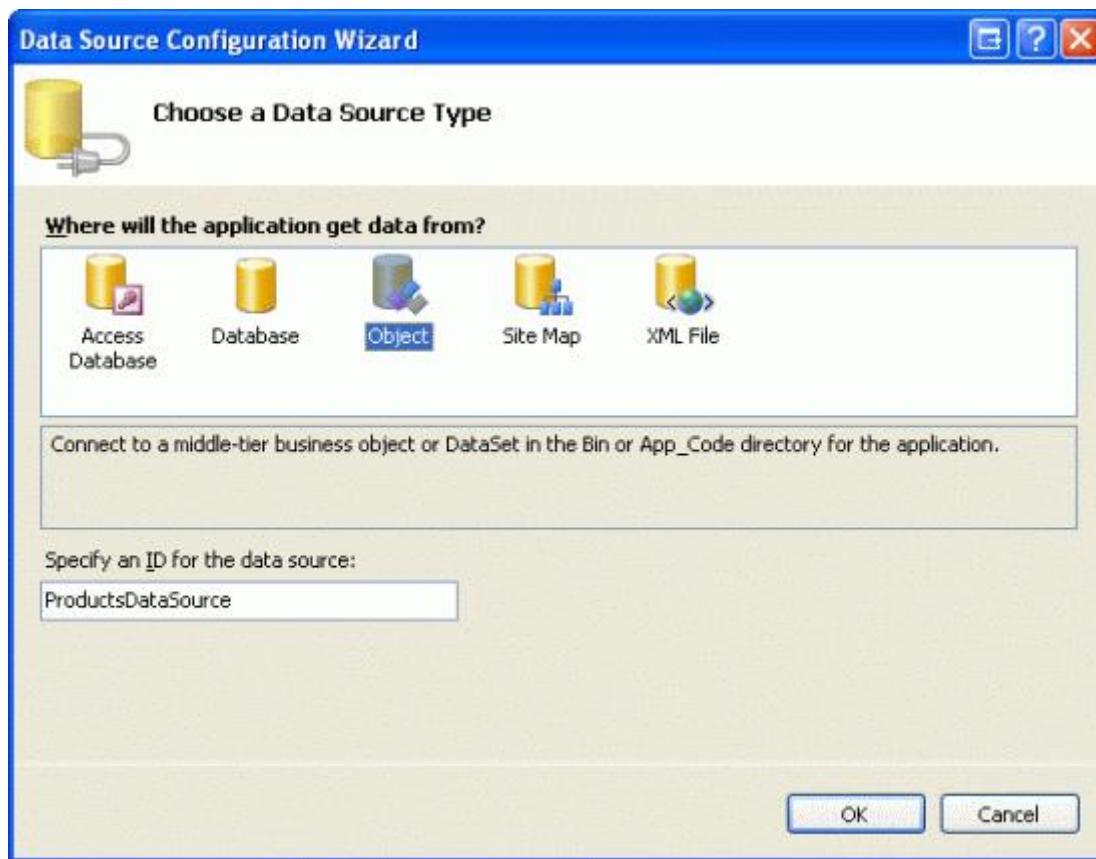 Data Source Configuration Wizard
Choose a Data Source Type
Where will the application get data from?
Access Database
Database
Object
Site Map
XML File
Connect to a middle-tier business object or DataSet in the Bin or App_Code directory for the application.
Specify an ID for the data source:
ProductsDataSource
OK
Cancel